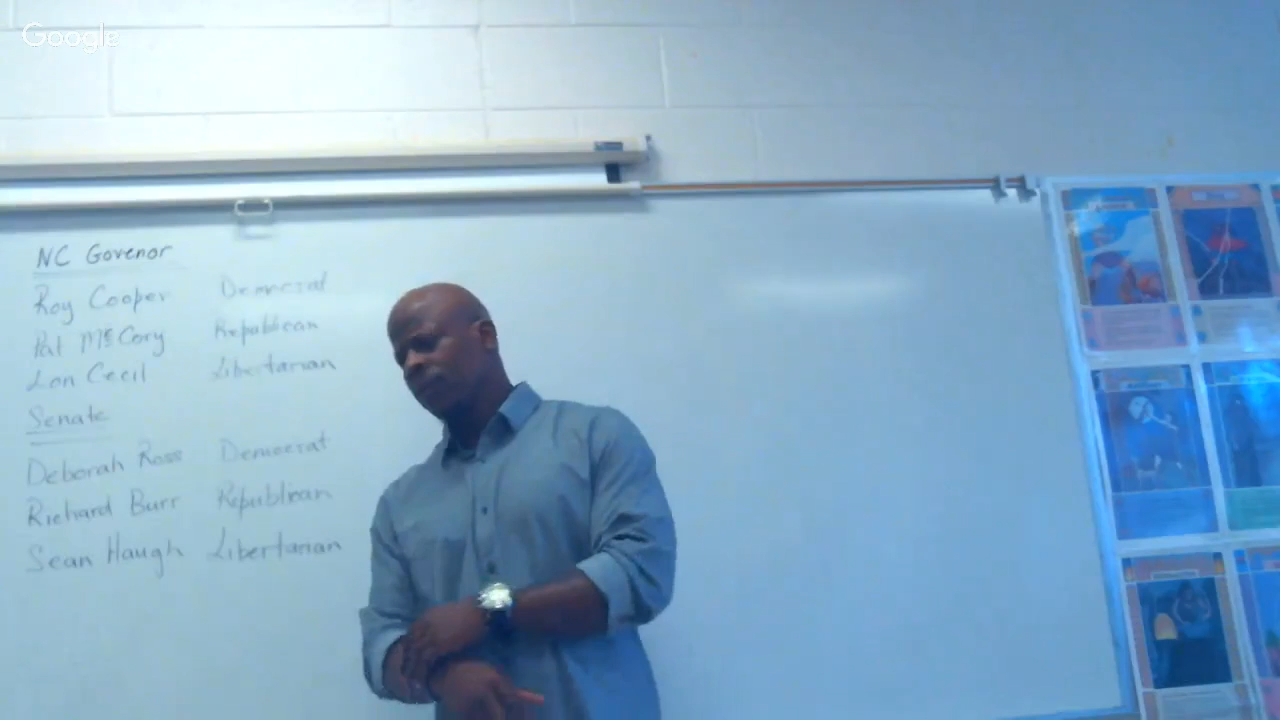 Google
NC Govenor
Roy Cooper Democrat
Pat McCory Republican
Lon Cecil Libertarian
Senate
Deborah Ross Democrat
Richard Burr Republican
Sean Haugh Libertarian